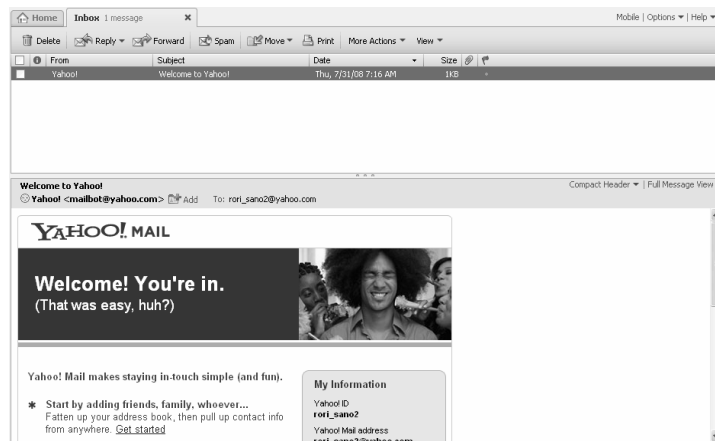 Home Inbox 1 message Mobile | Options | Help
Delete Reply Forward Spam Move Print More Actions View
From Subject Date Size
Yahoo! Welcome to Yahoo! Thu, 7/31/08 7:16 AM 1KB
Welcome to Yahoo! Compact Header | Full Message View
Yahoo! <mailbot@yahoo.com> Add To: rori_sano2@yahoo.com
YAHOO! MAIL
Welcome! You're in.
(That was easy, huh?)
Yahoo! Mail makes staying in-touch simple (and fun).
Start by adding friends, family, whoever...
Fatten up your address book, then pull up contact info
from anywhere. Get started
My Information
Yahoo! ID
rori_sano2
Yahoo! Mail address
rori_sano2@yahoo.com